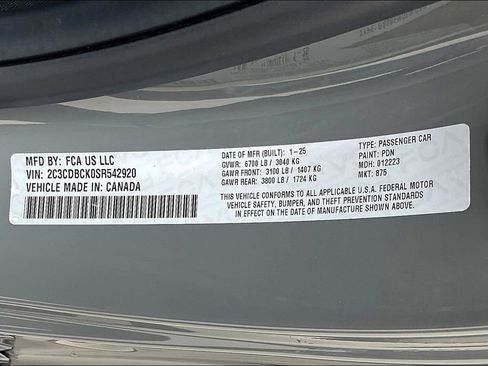 MFD BY: FCA US LLC
VIN: 2C3CDBCK0SR542920
VEHICLE MADE IN: CANADA
DATE OF MFR (BUILT): 1-25
GVWR: 6700 LB / 3040 KG
GAWR FRONT: 3100 LB / 1407 KG
GAWR REAR: 3800 LB / 1724 KG
TYPE: PASSENGER CAR
PAINT: PDN
MDH: 012223
MKT: 875
THIS VEHICLE CONFORMS TO ALL APPLICABLE U.S.A. FEDERAL MOTOR
VEHICLE SAFETY, BUMPER, AND THEFT PREVENTION STANDARDS
IN EFFECT ON THE DATE OF MANUFACTURE SHOWN ABOVE.